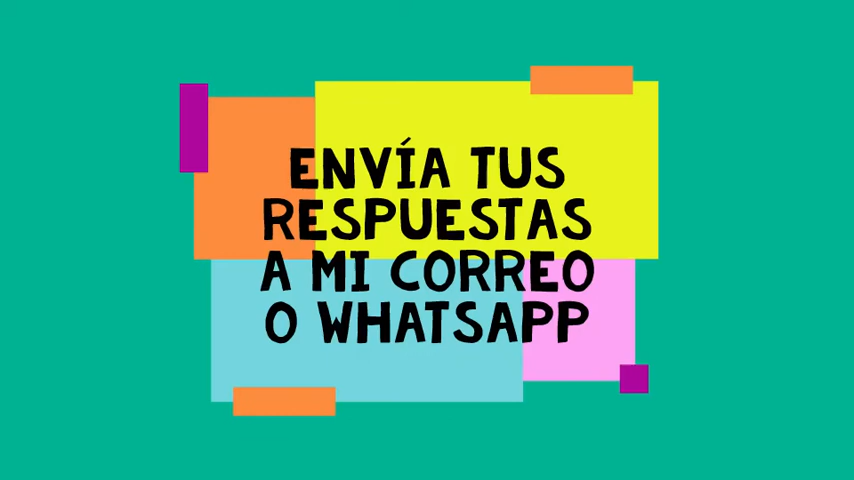 ENVÍA TUS
RESPUESTAS
A MI CORREO
O WHATSAPP